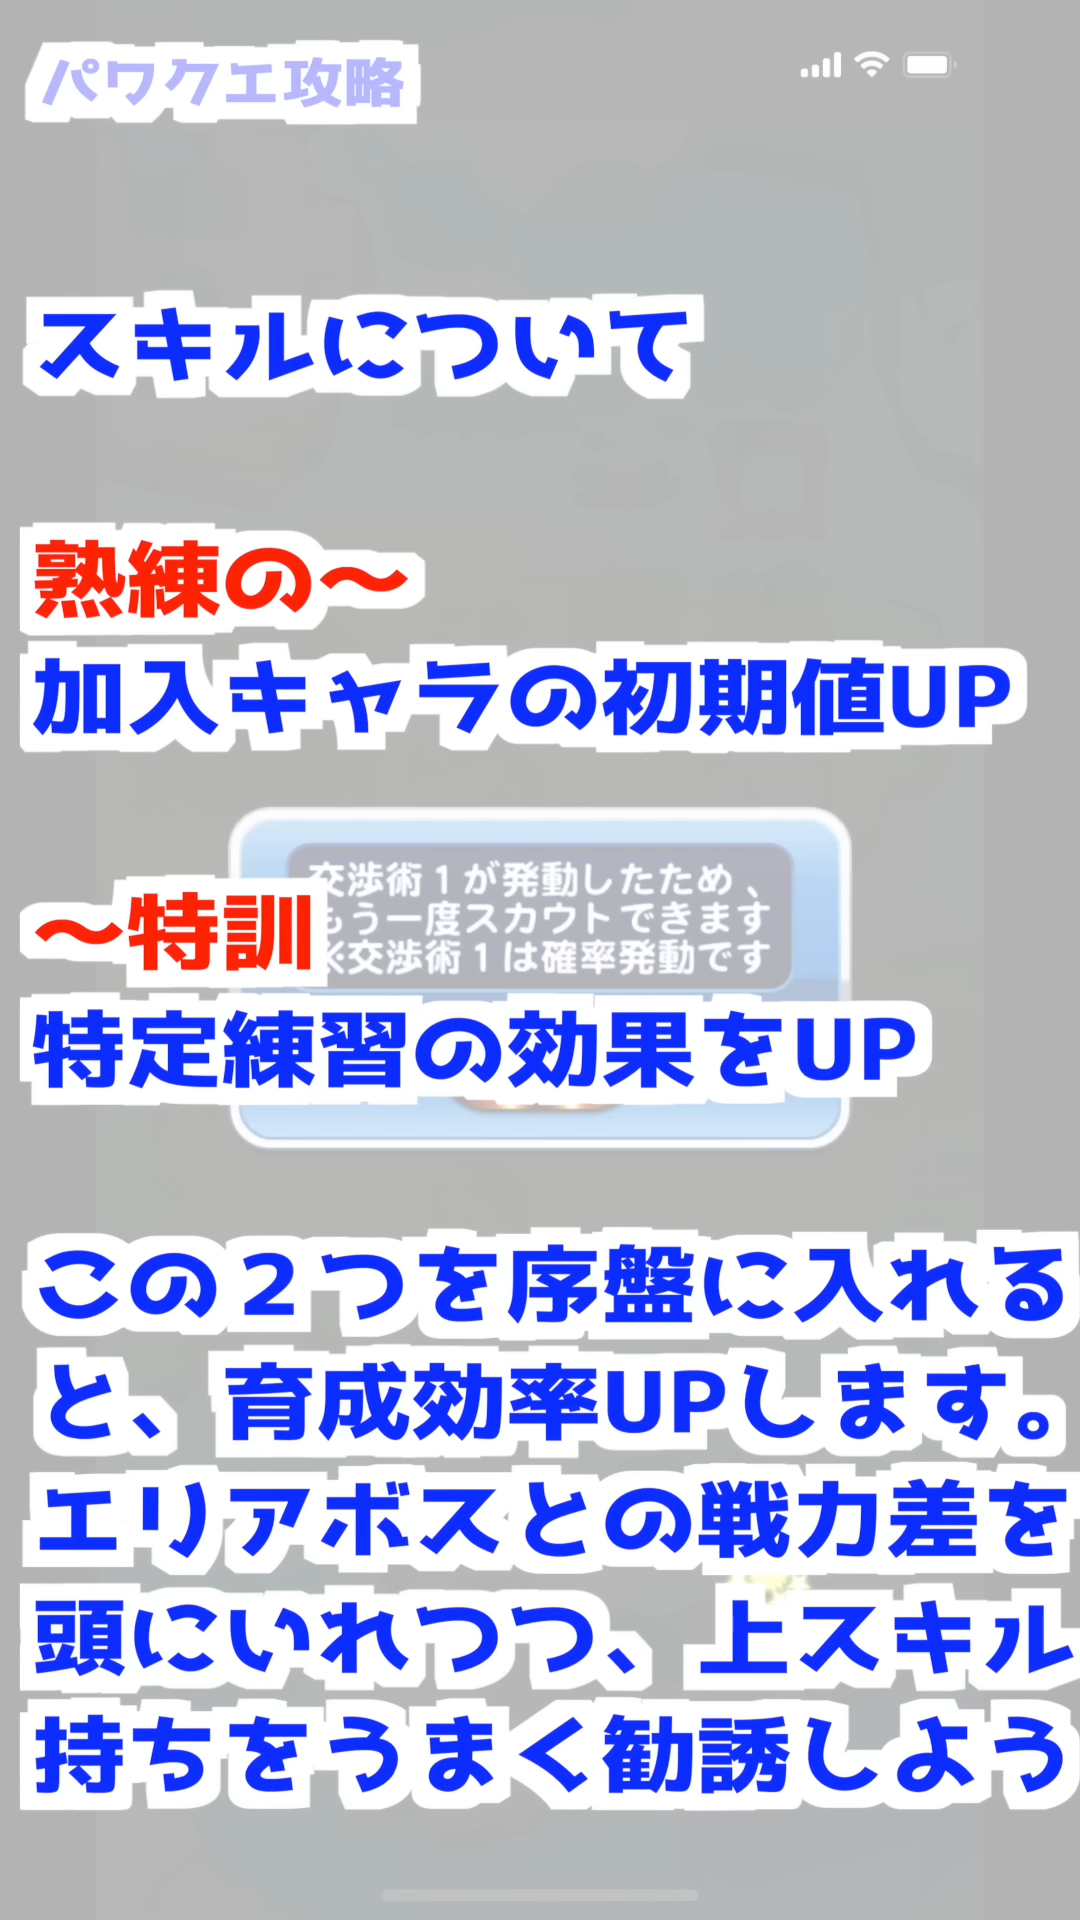 パワクエ攻略
スキルについて
熟練の〜
加入キャラの初期値UP
交渉術１が発動したため、
もう一度スカウトできます
※交渉術１は確率発動です
〜特訓
特定練習の効果をUP
この２つを序盤に入れる
と、育成効率UPします。
エリアボスとの戦力差を
頭にいれつつ、上スキル
持ちをうまく勧誘しよう